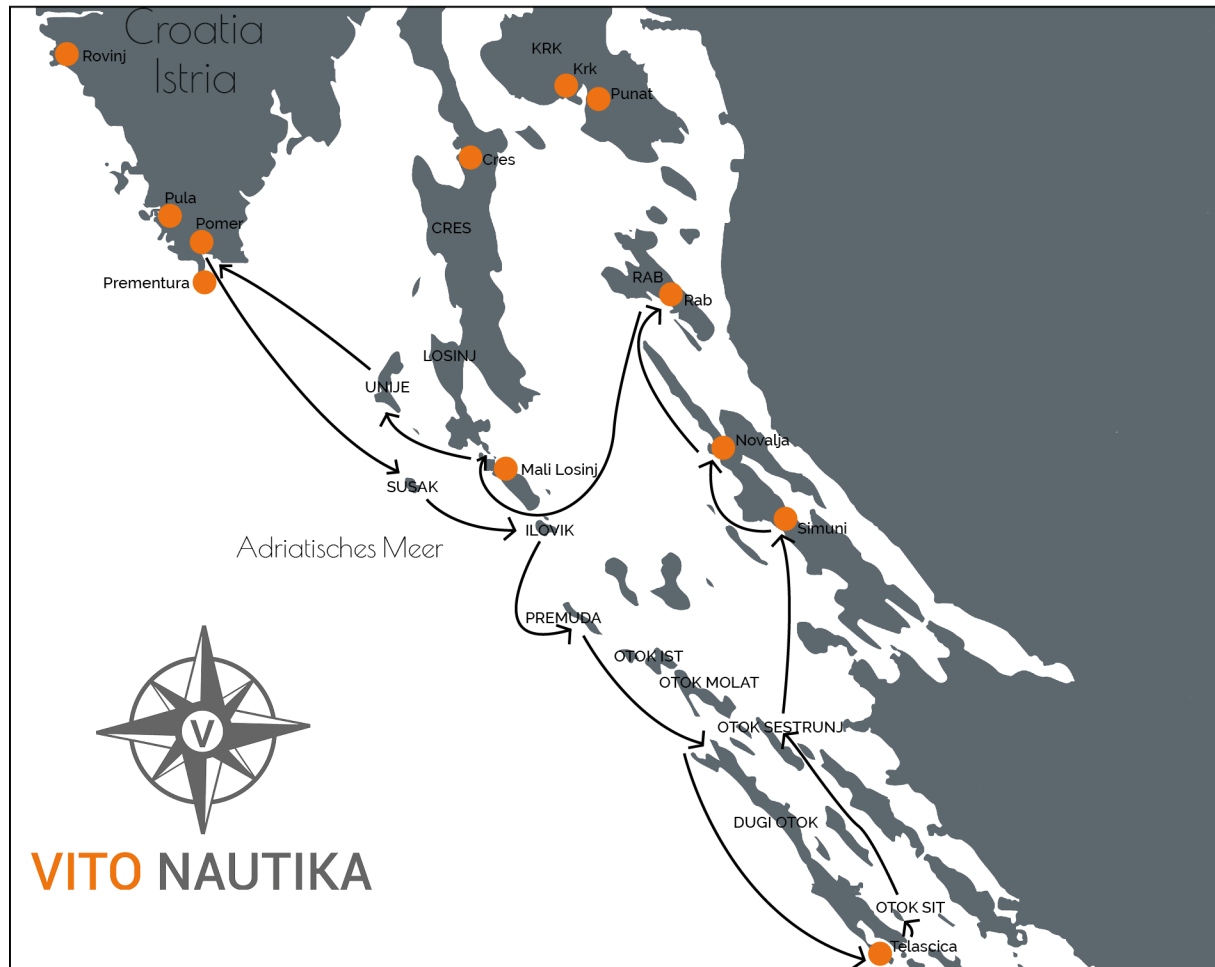 Croatia
Istria
Rovinj
KRK
Krk
Punat
Cres
Pula
Pomer
CRES
Prementura
RAB
Rab
LOSINJ
UNIJE
Novalja
Mali Losinj
SUSAK
Simuni
ILOVIK
Adriatisches Meer
PREMUDA
OTOK IST
OTOK MOLAT
OTOK SESTRUNJ
V
DUGI OTOK
VITO NAUTIKA
OTOK SIT
Telascica